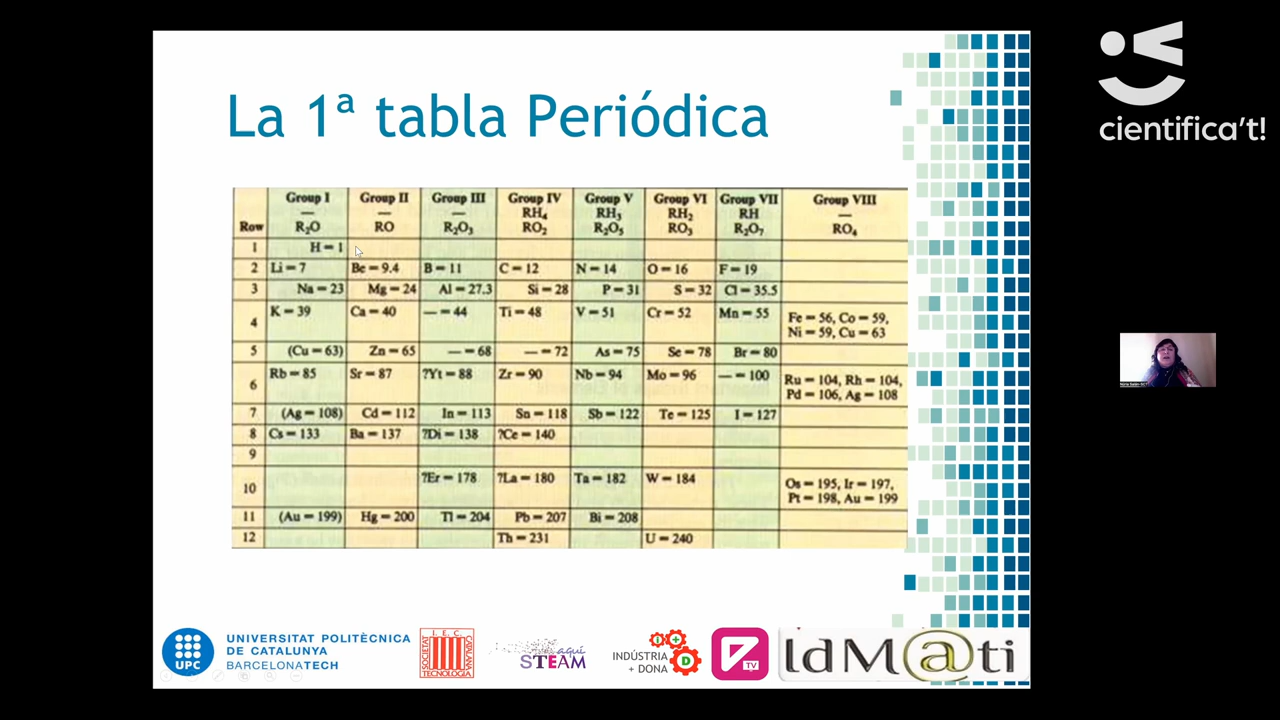 La 1ª tabla Periódica
cientifica't!
Row Group I — R₂O Group II — RO Group III — R₂O₃ Group IV RH₄ RO₂ Group V RH₃ R₂O₅ Group VI RH₂ RO₃ Group VII RH R₂O₇ Group VIII — RO₄
1 H = 1
2 Li = 7 Be = 9.4 B = 11 C = 12 N = 14 O = 16 F = 19
3 Na = 23 Mg = 24 Al = 27.3 Si = 28 P = 31 S = 32 Cl = 35.5
4 K = 39 Ca = 40 — = 44 Ti = 48 V = 51 Cr = 52 Mn = 55 Fe = 56, Co = 59, Ni = 59, Cu = 63
5 (Cu = 63) Zn = 65 — = 68 — = 72 As = 75 Se = 78 Br = 80
6 Rb = 85 Sr = 87 ?Yt = 88 Zr = 90 Nb = 94 Mo = 96 — = 100 Ru = 104, Rh = 104, Pd = 106, Ag = 108
7 (Ag = 108) Cd = 112 In = 113 Sn = 118 Sb = 122 Te = 125 I = 127
8 Cs = 133 Ba = 137 ?Di = 138 ?Ce = 140
9
10 ?Er = 178 ?La = 180 Ta = 182 W = 184 Os = 195, Ir = 197, Pt = 198, Au = 199
11 (Au = 199) Hg = 200 Tl = 204 Pb = 207 Bi = 208
12 Th = 231 U = 240
UPC
UNIVERSITAT POLITÈCNICA
DE CATALUNYA
BARCELONATECH
I. E. C.
SOCIETAT
CATALANA
TECNOLOGIA
aquí
STEAM
INDÚSTRIA
+ DONA
i +
D
TV
IdM@ti